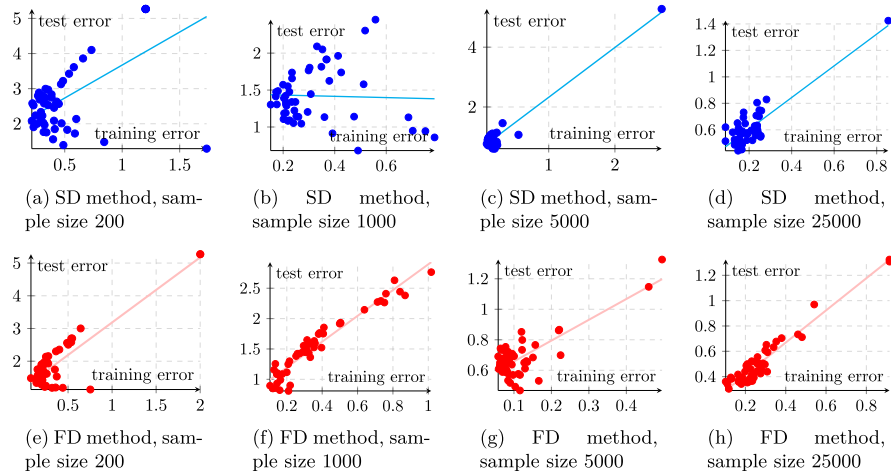 test error
5
4
3
2
training error
0.5
1
1.5
(a) SD method, sam-
ple size 200
test error
2
1.5
1
training error
0.2
0.4
0.6
(b) SD method,
sample size 1000
test error
4
2
training error
1
2
(c) SD method, sam-
ple size 5000
1.4
test error
1.2
1
0.8
0.6
training error
0.2
0.4
0.6
0.8
(d) SD method,
sample size 25000
5
test error
4
3
2
training error
0.5
1
1.5
2
(e) FD method, sam-
ple size 200
test error
2.5
2
1.5
1
training error
0.2
0.4
0.6
0.8
1
(f) FD method, sam-
ple size 1000
test error
1.2
1
0.8
0.6
training error
0.1
0.2
0.3
0.4
(g) FD method,
sample size 5000
test error
1.2
1
0.8
0.6
0.4
training error
0.2
0.4
0.6
0.8
(h) FD method,
sample size 25000